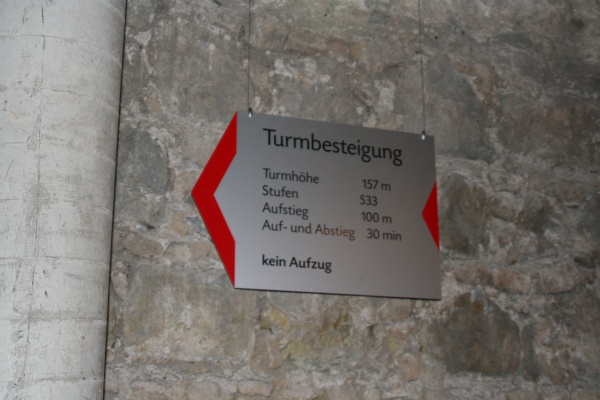 Turmbesteigung
Turmhöhe 157 m
Stufen 533
Aufstieg 100 m
Auf- und Abstieg 30 min
kein Aufzug